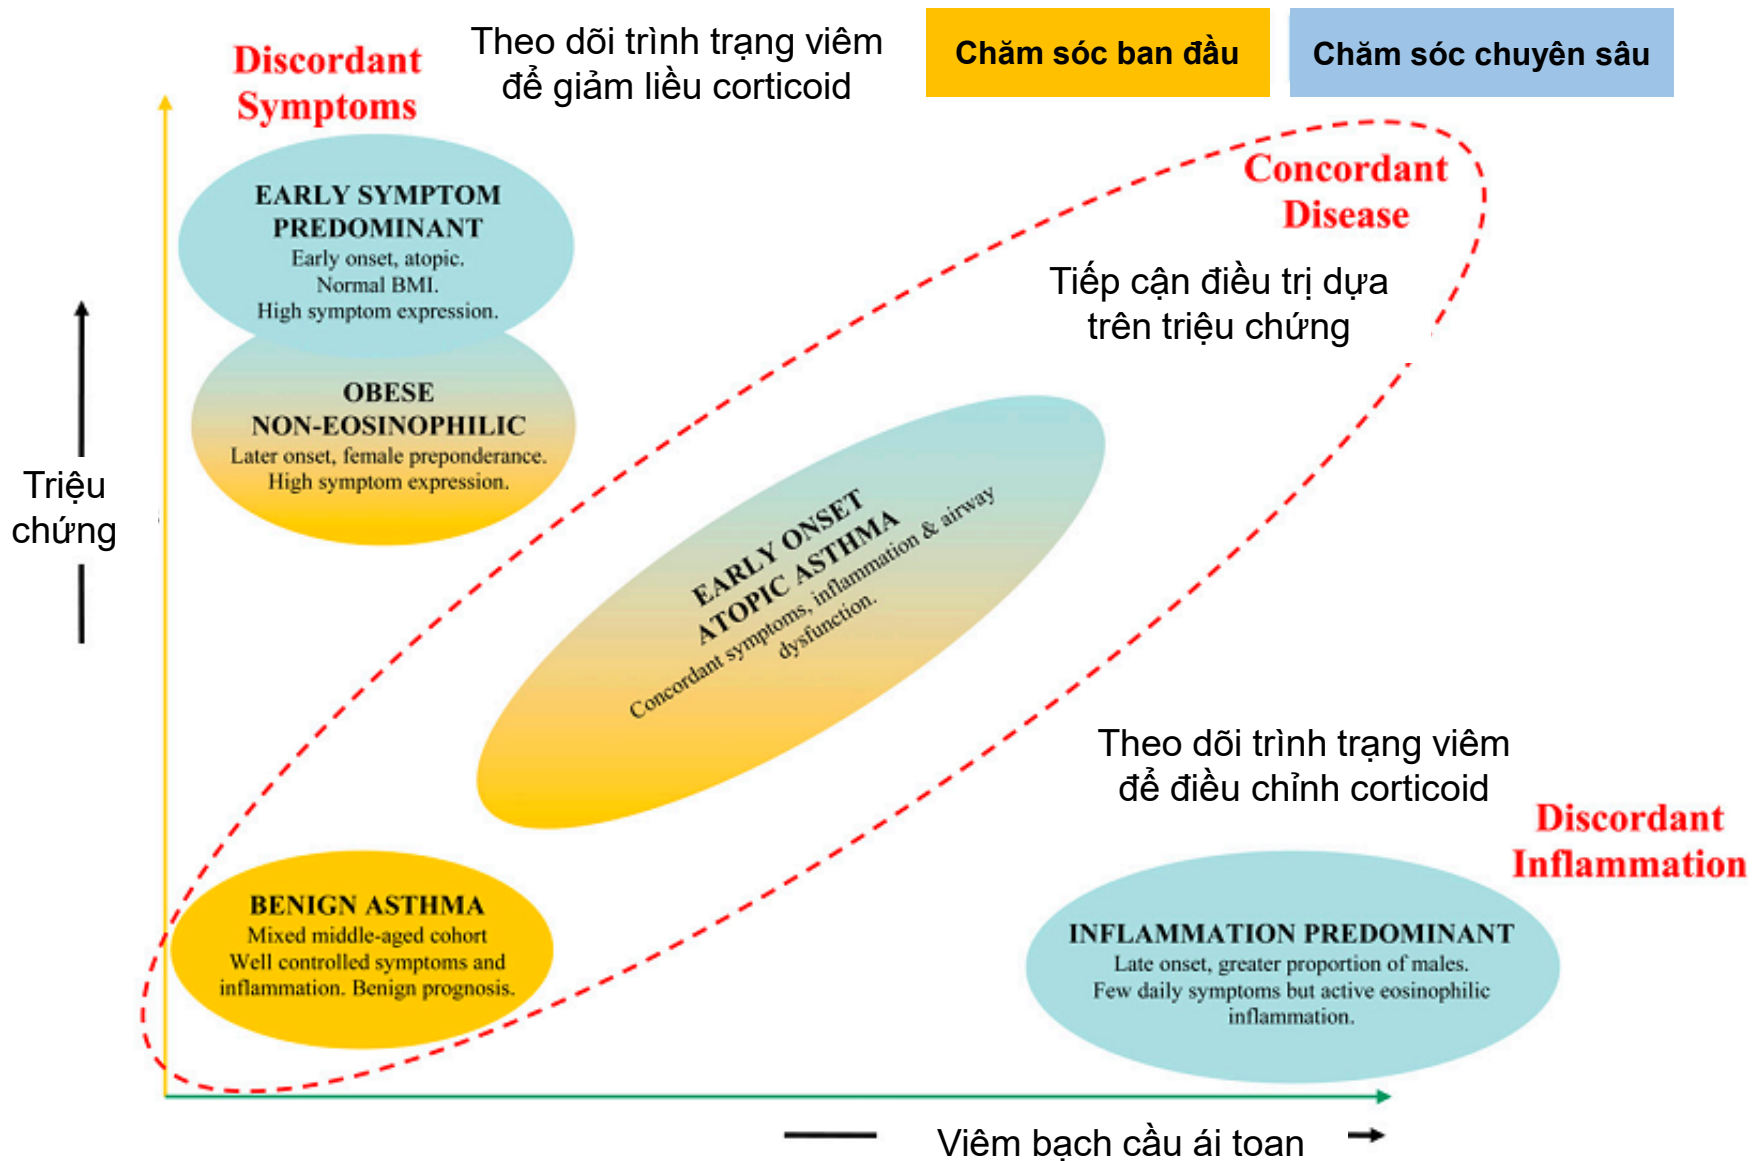 Discordant
Symptoms
Theo dõi trình trạng viêm
để giảm liều corticoid
Chăm sóc ban đầu
Chăm sóc chuyên sâu
EARLY SYMPTOM
PREDOMINANT
Early onset, atopic.
Normal BMI.
High symptom expression.
Concordant
Disease
Tiếp cận điều trị dựa
trên triệu chứng
OBESE
NON-EOSINOPHILIC
Later onset, female preponderance.
High symptom expression.
Triệu
chứng
EARLY ONSET
ATOPIC ASTHMA
Concordant symptoms, inflammation & airway
dysfunction.
Theo dõi trình trạng viêm
để điều chỉnh corticoid
Discordant
Inflammation
BENIGN ASTHMA
Mixed middle-aged cohort
Well controlled symptoms and
inflammation. Benign prognosis.
INFLAMMATION PREDOMINANT
Late onset, greater proportion of males.
Few daily symptoms but active eosinophilic
inflammation.
Viêm bạch cầu ái toan